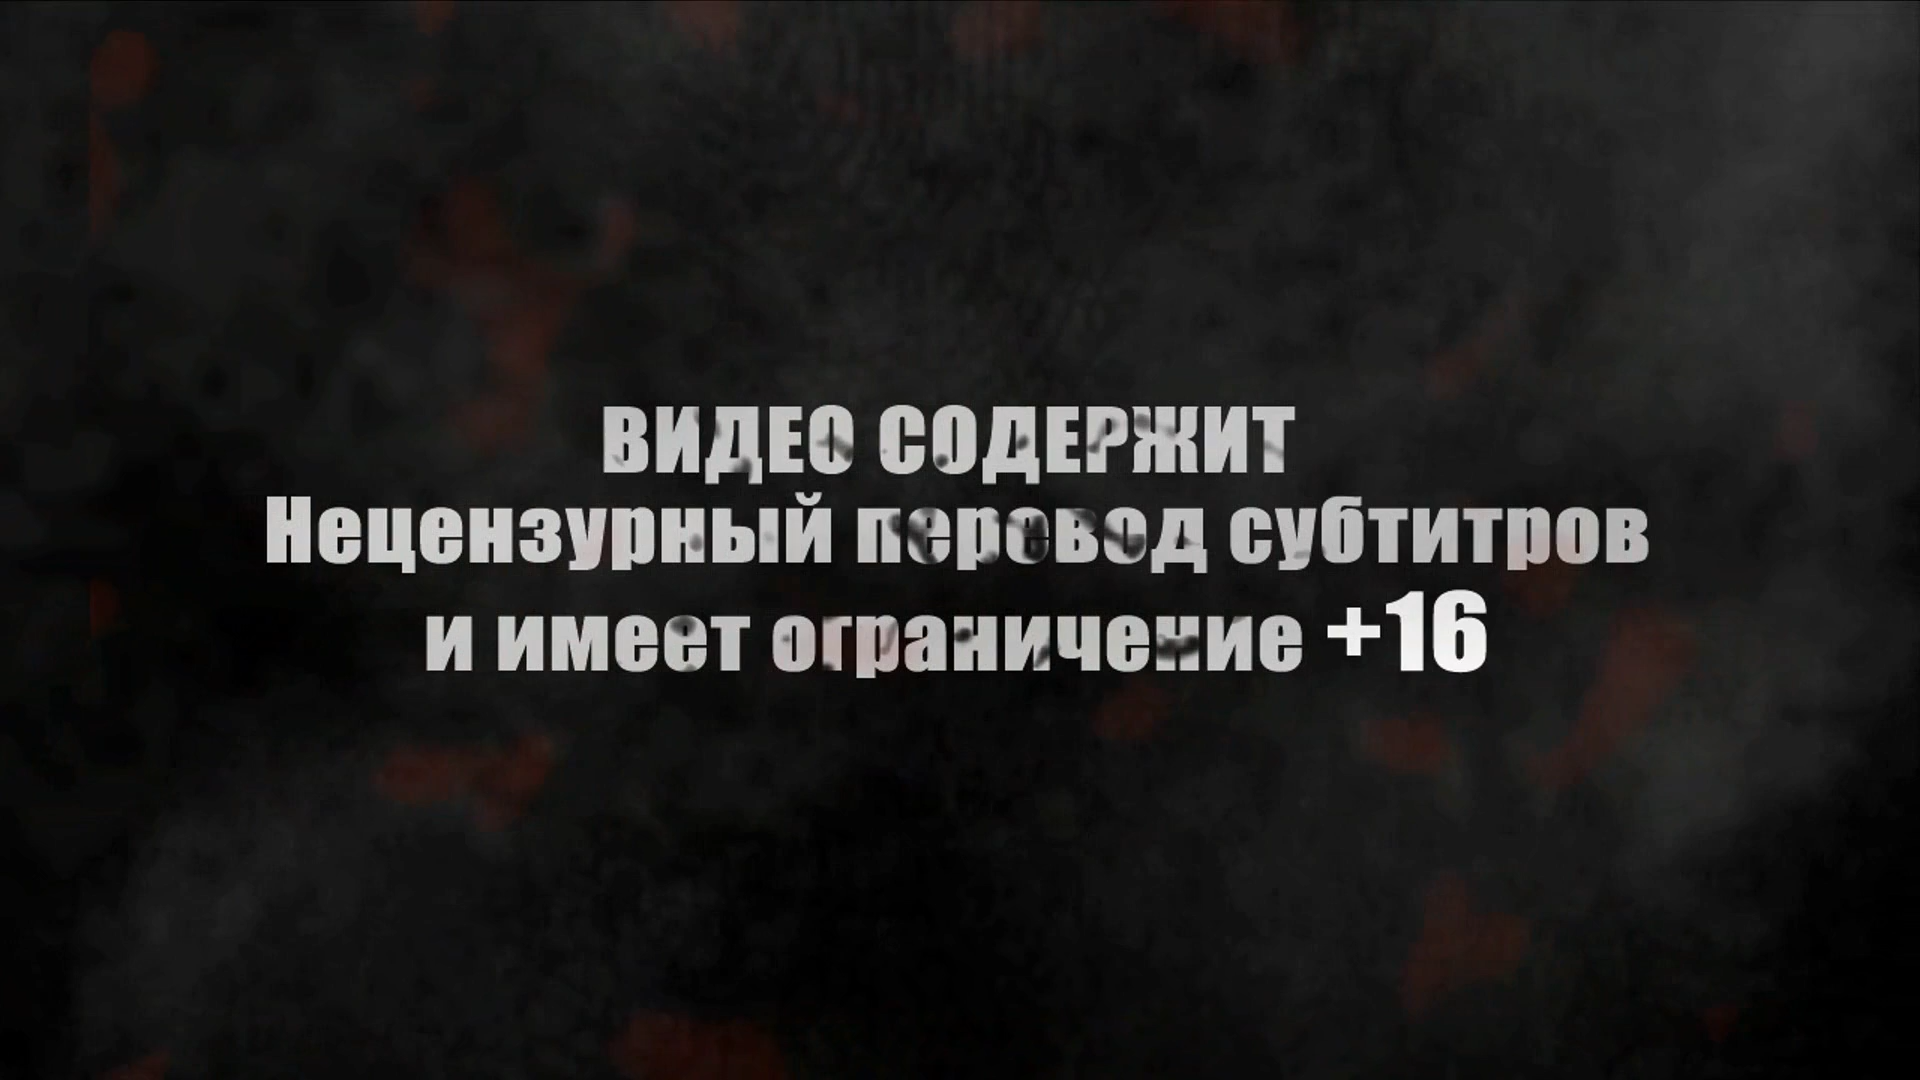 ВИДЕО СОДЕРЖИТ
Нецензурный перевод субтитров
и имеет ограничение +16